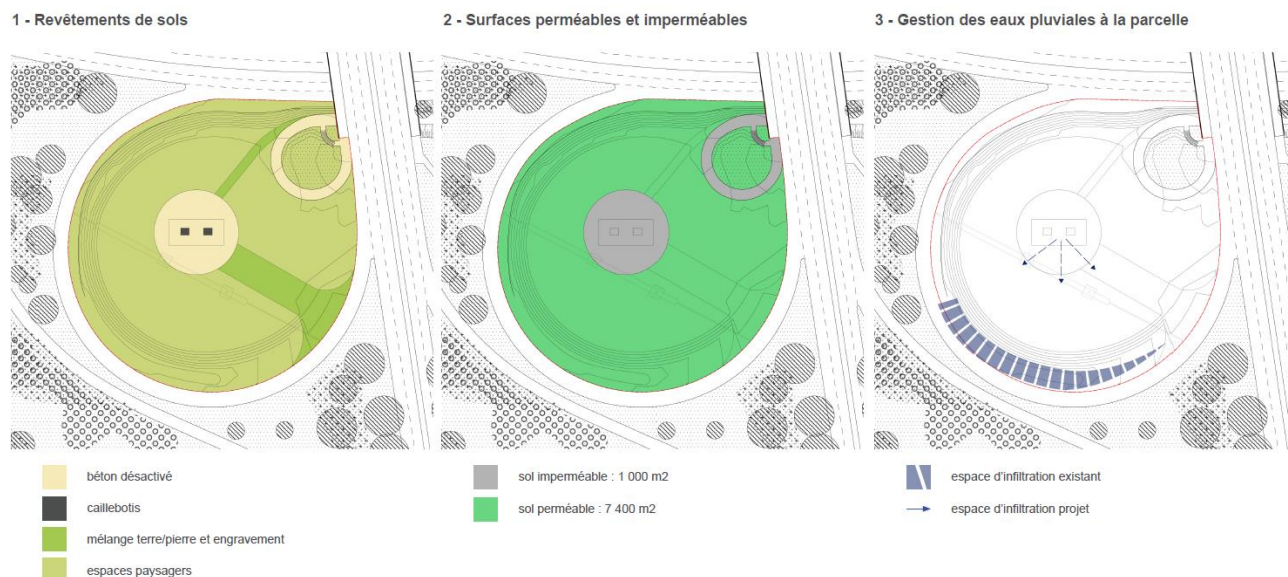 1 - Revêtements de sols
2 - Surfaces perméables et imperméables
3 - Gestion des eaux pluviales à la parcelle
béton désactivé
caillebotis
mélange terre/pierre et engravement
espaces paysagers
sol imperméable : 1 000 m2
sol perméable : 7 400 m2
espace d'infiltration existant
espace d'infiltration projet